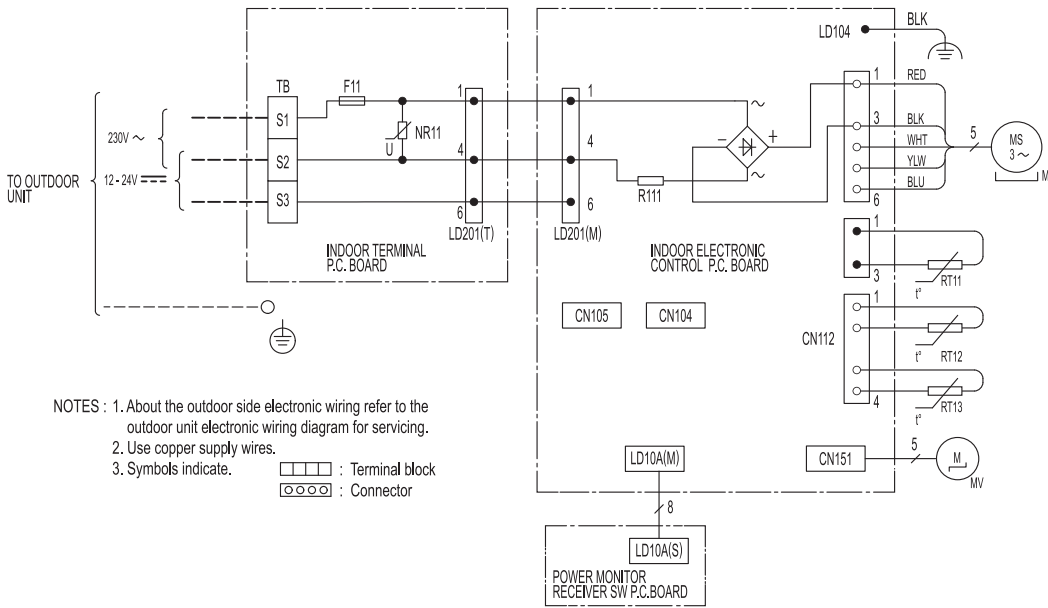 LD104
BLK
TB
F11
S1
S2
S3
NR11
U
1
4
6
LD201(T)
INDOOR TERMINAL
P.C. BOARD
230V ~
12 - 24V
TO OUTDOOR
UNIT
1
4
6
LD201(M)
R111
~
− +
~
INDOOR ELECTRONIC
CONTROL P.C. BOARD
1
3
6
RED
BLK
WHT
YLW
BLU
5
MS
3 ~
M
1
3
t° RT11
CN105
CN104
CN112
1
4
t° RT12
t° RT13
CN151
5
M
MV
LD10A(M)
8
LD10A(S)
POWER MONITOR
RECEIVER SW P.C.BOARD
NOTES : 1. About the outdoor side electronic wiring refer to the
outdoor unit electronic wiring diagram for servicing.
2. Use copper supply wires.
3. Symbols indicate.
: Terminal block
: Connector